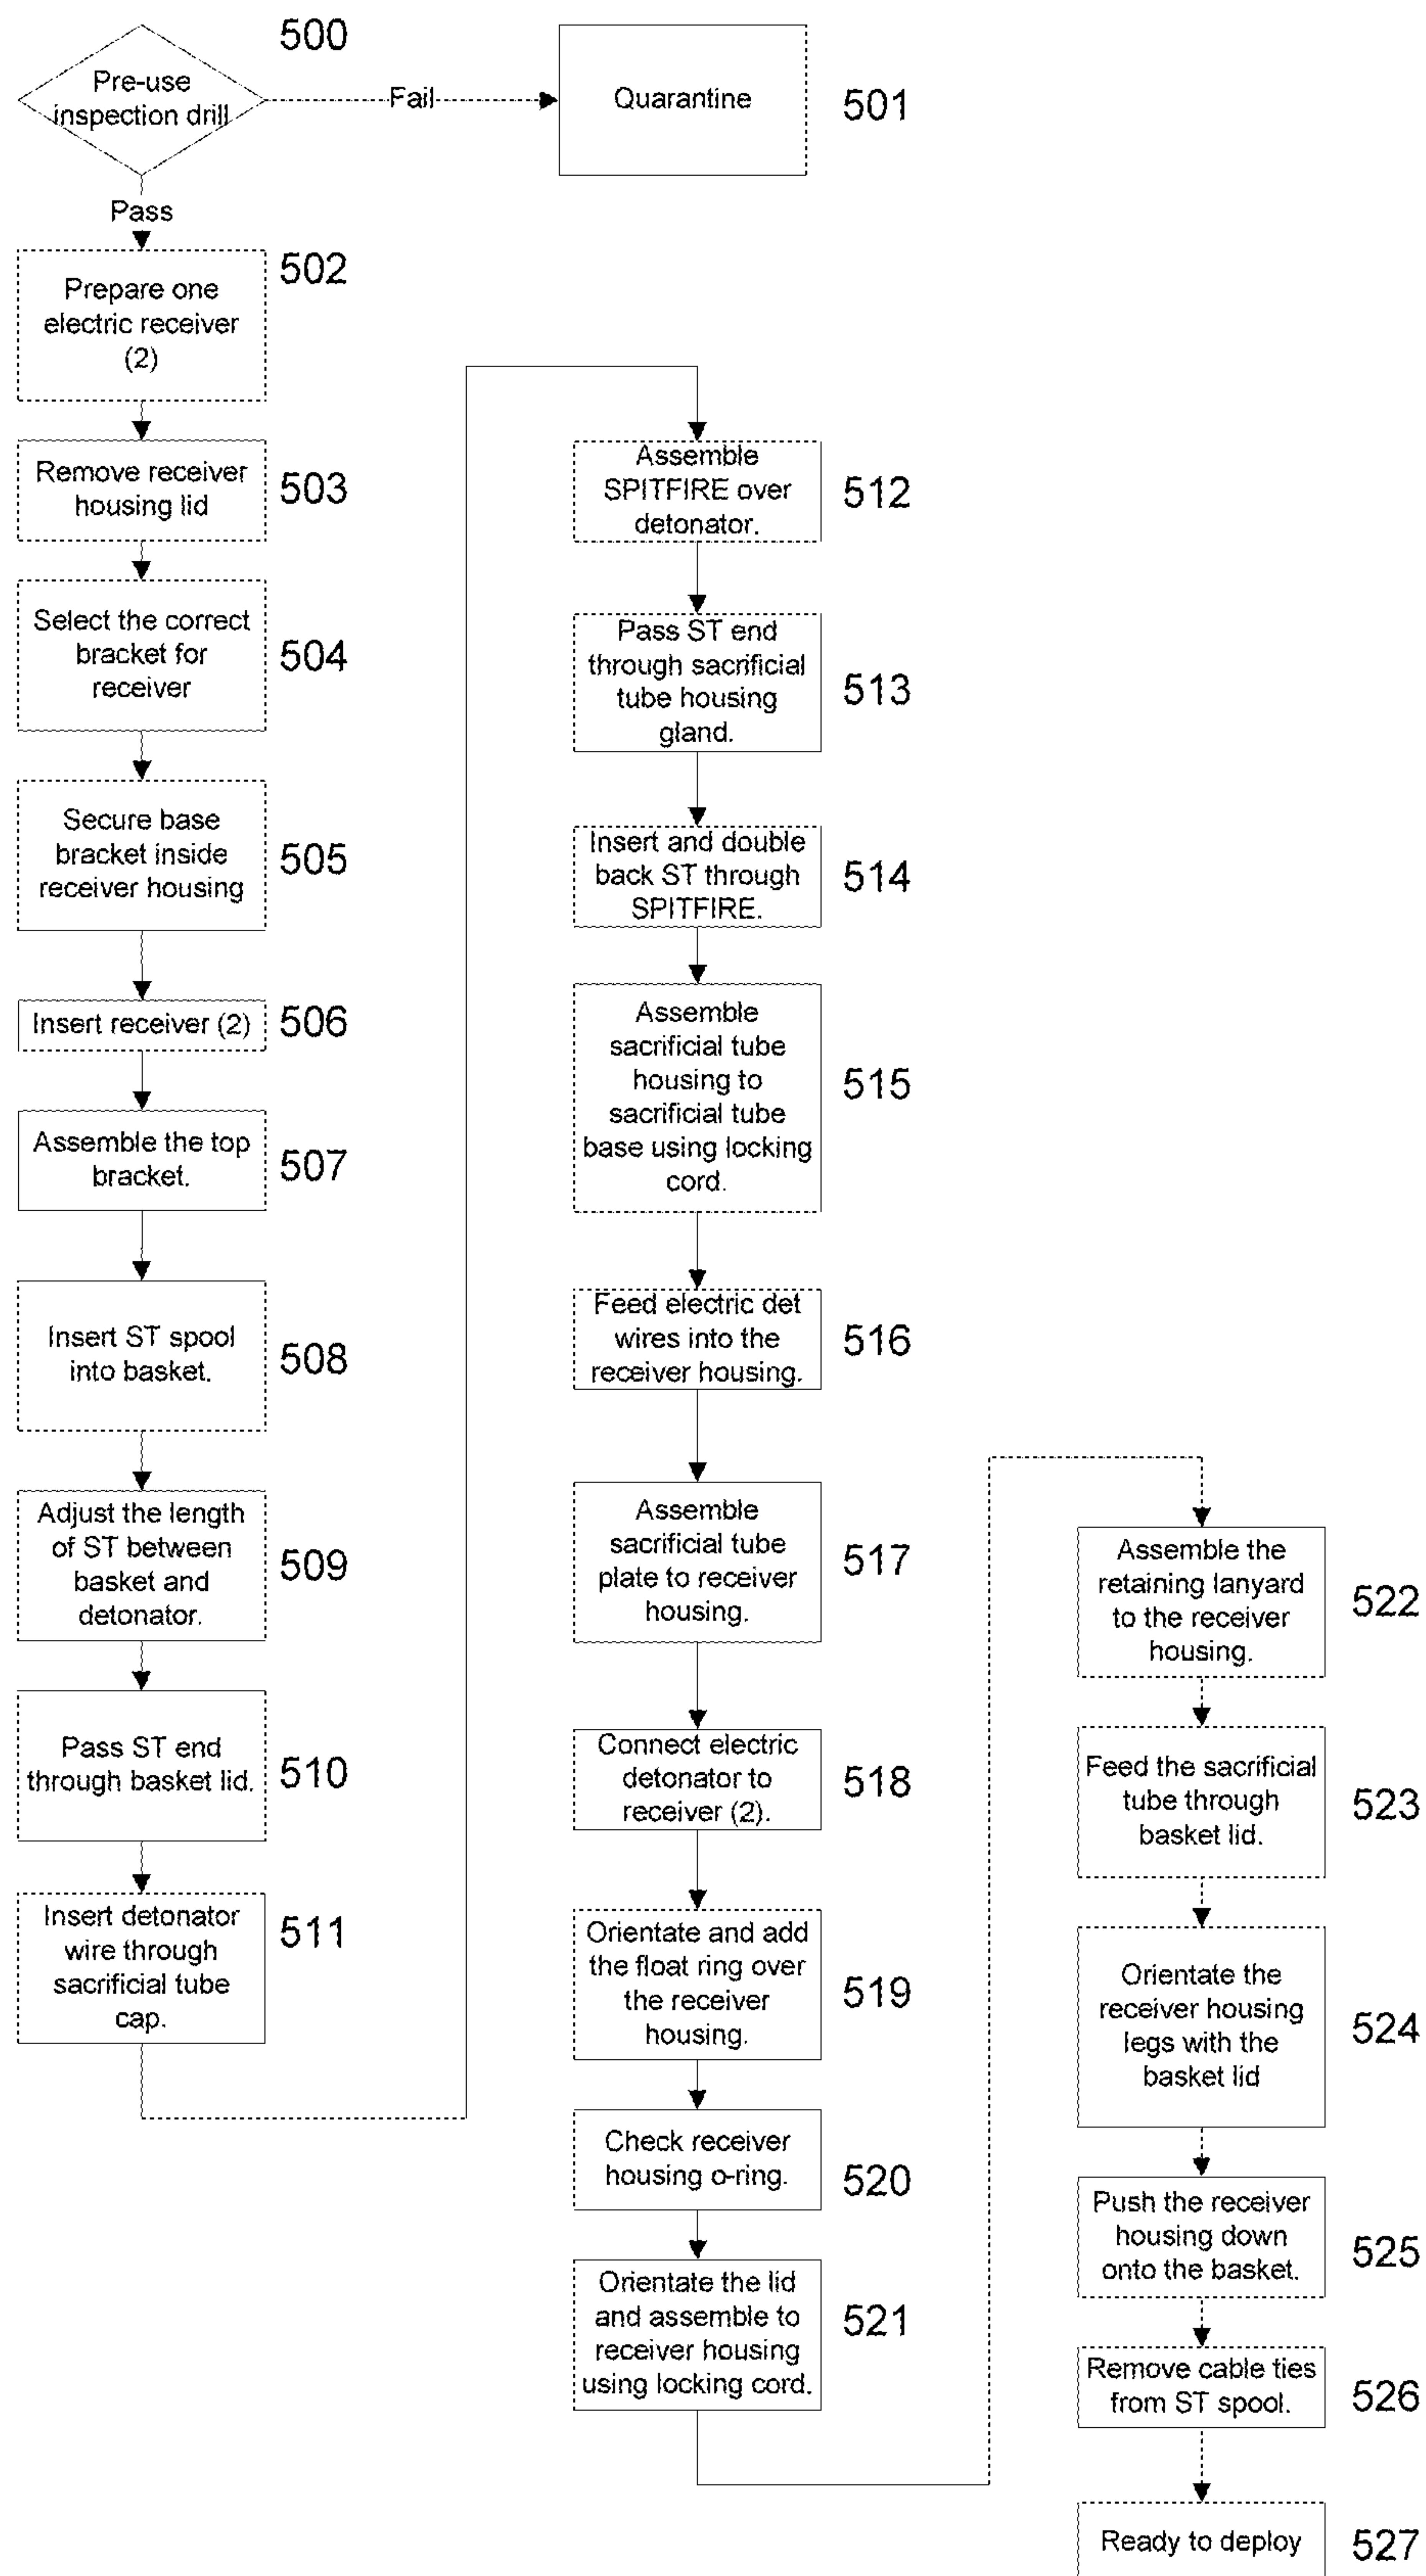 Pre-use
inspection drill
500
Fail
Quarantine
501
Pass
Prepare one
electric receiver
(2)
502
Remove receiver
housing lid
503
Select the correct
bracket for
receiver
504
Secure base
bracket inside
receiver housing
505
Insert receiver (2)
506
Assemble the top
bracket.
507
Insert ST spool
into basket.
508
Adjust the length
of ST between
basket and
detonator.
509
Pass ST end
through basket lid.
510
Insert detonator
wire through
sacrificial tube
cap.
511
Assemble
SPITFIRE over
detonator.
512
Pass ST end
through sacrificial
tube housing
gland.
513
Insert and double
back ST through
SPITFIRE.
514
Assemble
sacrificial tube
housing to
sacrificial tube
base using locking
cord.
515
Feed electric det
wires into the
receiver housing.
516
Assemble
sacrificial tube
plate to receiver
housing.
517
Connect electric
detonator to
receiver (2).
518
Orientate and add
the float ring over
the receiver
housing.
519
Check receiver
housing o-ring.
520
Orientate the lid
and assemble to
receiver housing
using locking cord.
521
Assemble the
retaining lanyard
to the receiver
housing.
522
Feed the sacrificial
tube through
basket lid.
523
Orientate the
receiver housing
legs with the
basket lid
524
Push the receiver
housing down
onto the basket.
525
Remove cable ties
from ST spool.
526
Ready to deploy
527